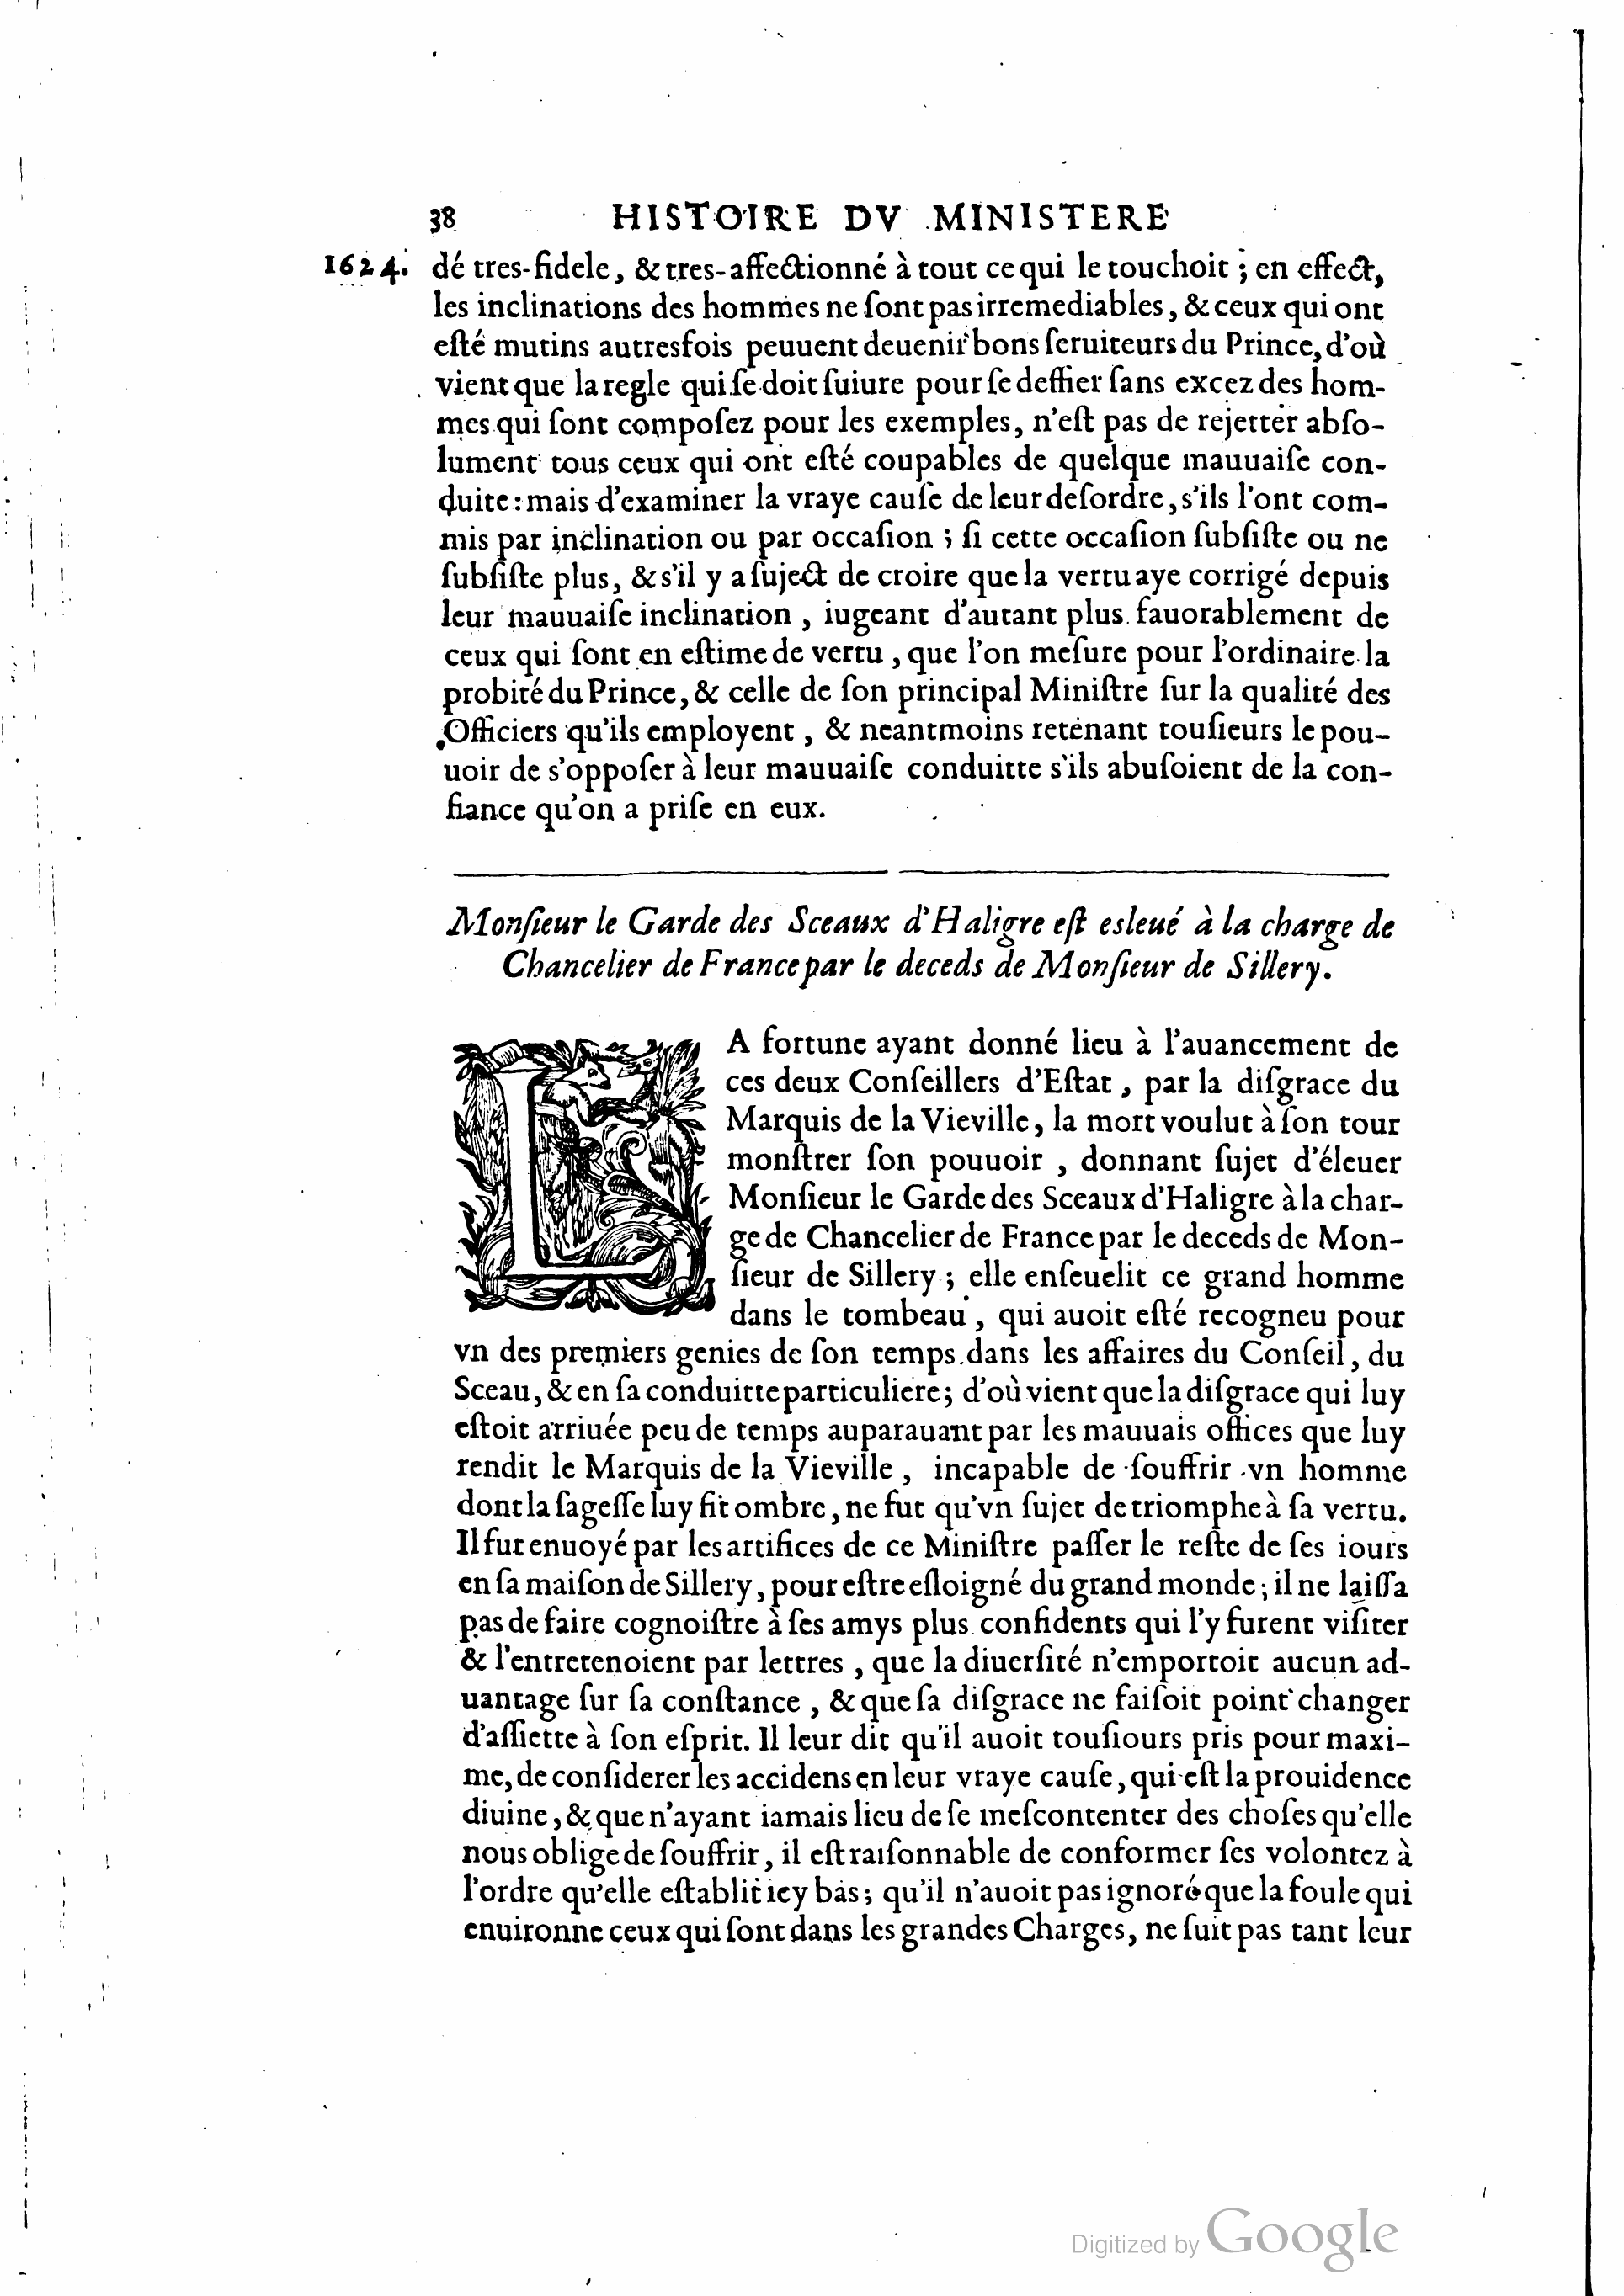 38 HISTOIRE DV MINISTERE
1624. dé tres-fidele, & tres-affectionné à tout ce qui le touchoit ; en effect,
les inclinations des hommes ne ſont pas irremediables, & ceux qui ont
eſté mutins autresfois peuuent deuenir bons ſeruiteurs du Prince, d'où
vient que la regle qui ſe doit ſuiure pour ſe deffier ſans excez des hom-
mes qui ſont compoſez pour les exemples, n'eſt pas de rejetter abſo-
lument tous ceux qui ont eſté coupables de quelque mauuaiſe con-
duite : mais d'examiner la vraye cauſe de leur deſordre, s'ils l'ont com-
mis par inclination ou par occaſion ; ſi cette occaſion ſubſiſte ou ne
ſubſiſte plus, & s'il y a ſuject de croire que la vertu aye corrigé depuis
leur mauuaiſe inclination , iugeant d'autant plus fauorablement de
ceux qui ſont en eſtime de vertu , que l'on meſure pour l'ordinaire la
probité du Prince, & celle de ſon principal Miniſtre ſur la qualité des
Officiers qu'ils employent , & neantmoins retenant touſieurs le pou-
uoir de s'oppoſer à leur mauuaiſe conduitte s'ils abuſoient de la con-
fiance qu'on a priſe en eux.
Monſieur le Garde des Sceaux d'Haligre eſt esleué à la charge de
Chancelier de France par le deceds de Monſieur de Sillery.
LA fortune ayant donné lieu à l'auancement de
ces deux Conſeillers d'Eſtat , par la diſgrace du
Marquis de la Vieville, la mort voulut à ſon tour
monſtrer ſon pouuoir , donnant ſujet d'éleuer
Monſieur le Garde des Sceaux d'Haligre à la char-
ge de Chancelier de France par le deceds de Mon-
ſieur de Sillery ; elle enſeuelit ce grand homme
dans le tombeau , qui auoit eſté recogneu pour
vn des premiers genies de ſon temps dans les affaires du Conſeil, du
Sceau, & en ſa conduitte particuliere; d'où vient que la diſgrace qui luy
eſtoit arriuée peu de temps auparauant par les mauuais offices que luy
rendit le Marquis de la Vieville , incapable de ſouffrir vn homme
dont la ſageſſe luy fit ombre, ne fut qu'vn ſujet de triomphe à ſa vertu.
Il fut enuoyé par les artifices de ce Miniſtre paſſer le reſte de ſes iours
en ſa maiſon de Sillery, pour eſtre eſloigné du grand monde; il ne laiſſa
pas de faire cognoiſtre à ſes amys plus confidents qui l'y furent viſiter
& l'entretenoient par lettres , que la diuerſité n'emportoit aucun ad-
uantage ſur ſa conſtance , & que ſa diſgrace ne faiſoit point changer
d'aſſiette à ſon eſprit. Il leur dit qu'il auoit touſiours pris pour maxi-
me, de conſiderer les accidens en leur vraye cauſe, qui eſt la prouidence
diuine, & que n'ayant iamais lieu de ſe meſcontenter des choſes qu'elle
nous oblige de ſouffrir, il eſt raiſonnable de conformer ſes volontez à
l'ordre qu'elle eſtablit icy bas; qu'il n'auoit pas ignoré que la foule qui
enuironne ceux qui ſont dans les grandes Charges, ne ſuit pas tant leur
Digitized by Google